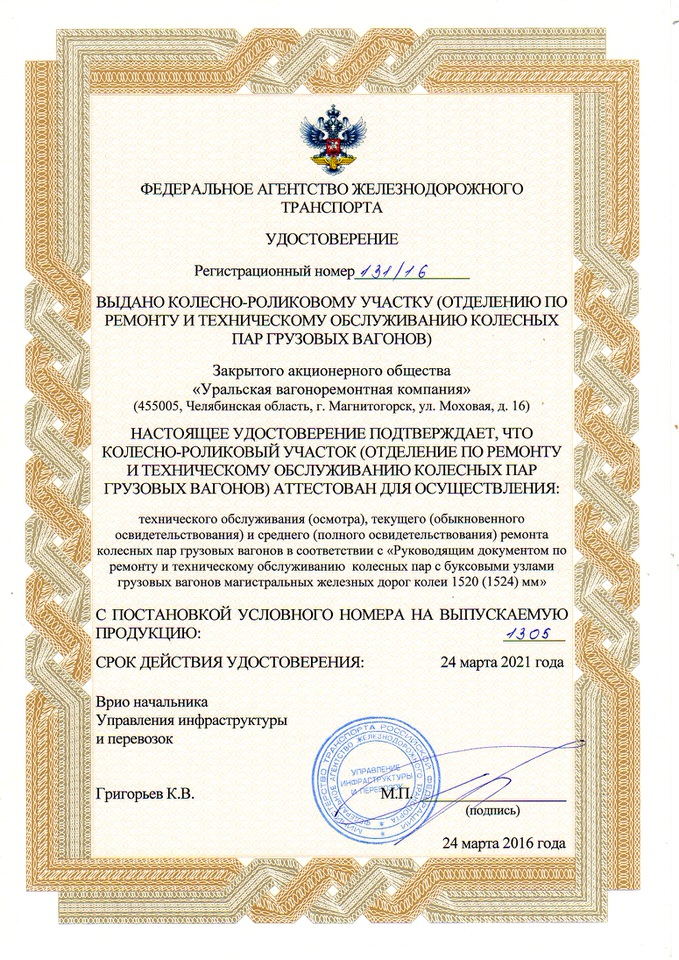 ФЕДЕРАЛЬНОЕ АГЕНТСТВО ЖЕЛЕЗНОДОРОЖНОГО
ТРАНСПОРТА
УДОСТОВЕРЕНИЕ
Регистрационный номер 131/16
ВЫДАНО КОЛЕСНО-РОЛИКОВОМУ УЧАСТКУ (ОТДЕЛЕНИЮ ПО
РЕМОНТУ И ТЕХНИЧЕСКОМУ ОБСЛУЖИВАНИЮ КОЛЕСНЫХ
ПАР ГРУЗОВЫХ ВАГОНОВ)
Закрытого акционерного общества
«Уральская вагоноремонтная компания»
(455005, Челябинская область, г. Магнитогорск, ул. Моховая, д. 16)
НАСТОЯЩЕЕ УДОСТОВЕРЕНИЕ ПОДТВЕРЖДАЕТ, ЧТО
КОЛЕСНО-РОЛИКОВЫЙ УЧАСТОК (ОТДЕЛЕНИЕ ПО РЕМОНТУ
И ТЕХНИЧЕСКОМУ ОБСЛУЖИВАНИЮ КОЛЕСНЫХ ПАР
ГРУЗОВЫХ ВАГОНОВ) АТТЕСТОВАН ДЛЯ ОСУЩЕСТВЛЕНИЯ:
технического обслуживания (осмотра), текущего (обыкновенного
освидетельствования) и среднего (полного освидетельствования) ремонта
колесных пар грузовых вагонов в соответствии с «Руководящим документом по
ремонту и техническому обслуживанию колесных пар с буксовыми узлами
грузовых вагонов магистральных железных дорог колеи 1520 (1524) мм»
С ПОСТАНОВКОЙ УСЛОВНОГО НОМЕРА НА ВЫПУСКАЕМУЮ
ПРОДУКЦИЮ: 1305
СРОК ДЕЙСТВИЯ УДОСТОВЕРЕНИЯ: 24 марта 2021 года
Врио начальника
Управления инфраструктуры
и перевозок
МИНИСТЕРСТВО ТРАНСПОРТА РОССИЙСКОЙ ФЕДЕРАЦИИ
ФЕДЕРАЛЬНОЕ АГЕНТСТВО ЖЕЛЕЗНОДОРОЖНОГО ТРАНСПОРТА
УПРАВЛЕНИЕ
ИНФРАСТРУКТУРЫ
И ПЕРЕВОЗОК
Григорьев К.В. М.П.
(подпись)
24 марта 2016 года